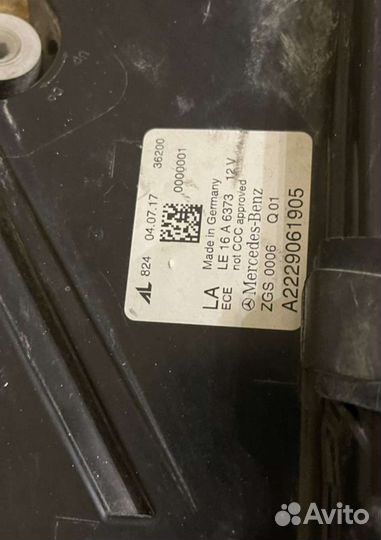 AL 824 04.07.17 36200
0000001
LA Made in Germany
ECE LE 16 A 6373 12 V
not CCC approved
Mercedes-Benz
ZGS 0006 Q 01
A2229061905
Avito